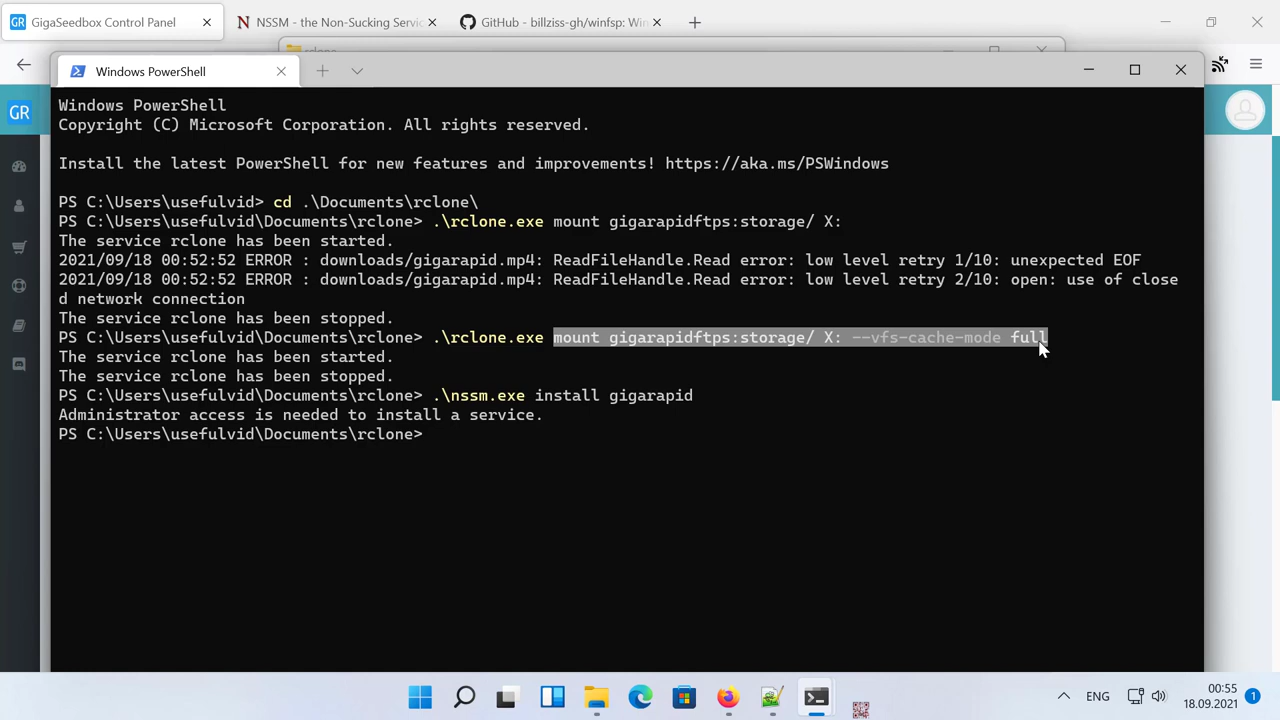 GR GigaSeedbox Control Panel
N NSSM - the Non-Sucking Servic
GitHub - billziss-gh/winfsp: Win
rclone
Windows PowerShell
GR
Windows PowerShell
Copyright (C) Microsoft Corporation. All rights reserved.
Install the latest PowerShell for new features and improvements! https://aka.ms/PSWindows
PS C:\Users\usefulvid> cd .\Documents\rclone\
PS C:\Users\usefulvid\Documents\rclone> .\rclone.exe mount gigarapidftps:storage/ X:
The service rclone has been started.
2021/09/18 00:52:52 ERROR : downloads/gigarapid.mp4: ReadFileHandle.Read error: low level retry 1/10: unexpected EOF
2021/09/18 00:52:52 ERROR : downloads/gigarapid.mp4: ReadFileHandle.Read error: low level retry 2/10: open: use of close
d network connection
The service rclone has been stopped.
PS C:\Users\usefulvid\Documents\rclone> .\rclone.exe mount gigarapidftps:storage/ X: --vfs-cache-mode full
The service rclone has been started.
The service rclone has been stopped.
PS C:\Users\usefulvid\Documents\rclone> .\nssm.exe install gigarapid
Administrator access is needed to install a service.
PS C:\Users\usefulvid\Documents\rclone>
ENG
00:55
18.09.2021
1